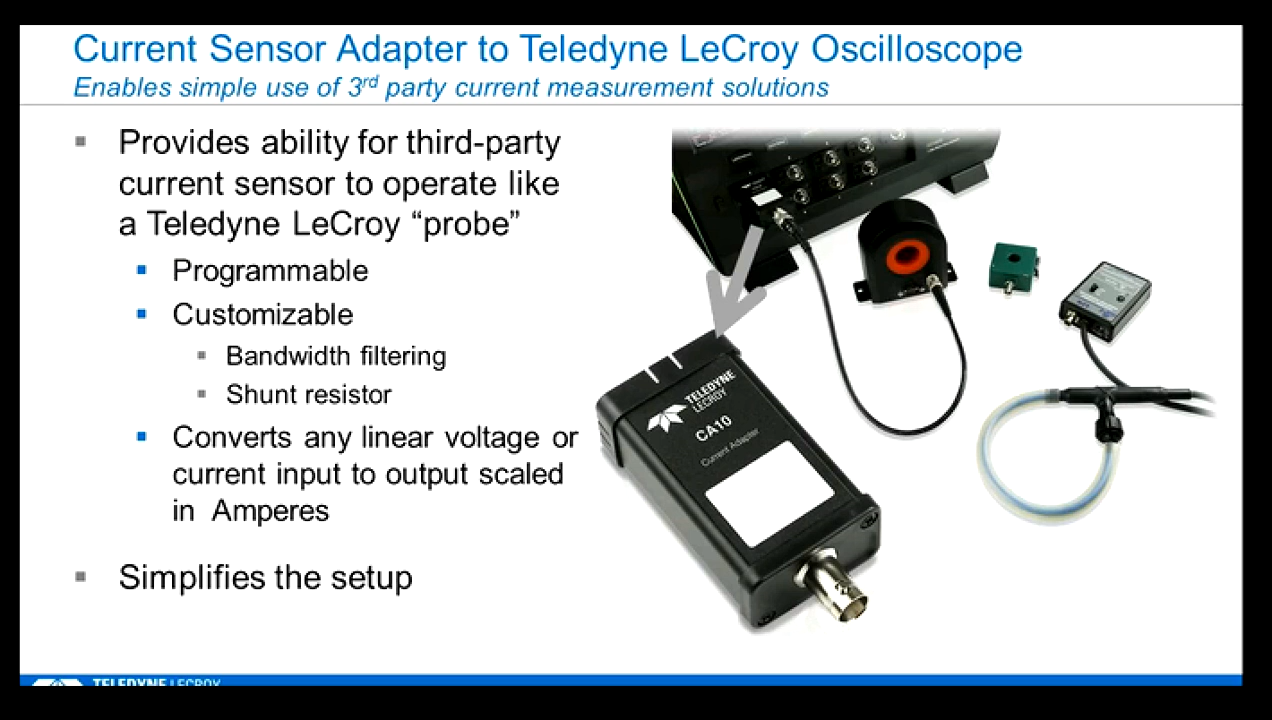 Current Sensor Adapter to Teledyne LeCroy Oscilloscope
Enables simple use of 3rd party current measurement solutions
▪ Provides ability for third-party
current sensor to operate like
a Teledyne LeCroy “probe”
▪ Programmable
▪ Customizable
▪ Bandwidth filtering
▪ Shunt resistor
▪ Converts any linear voltage or
current input to output scaled
in Amperes
▪ Simplifies the setup
TELEDYNE
LECROY
CA10
Current Adapter
TELEDYNE LECROY